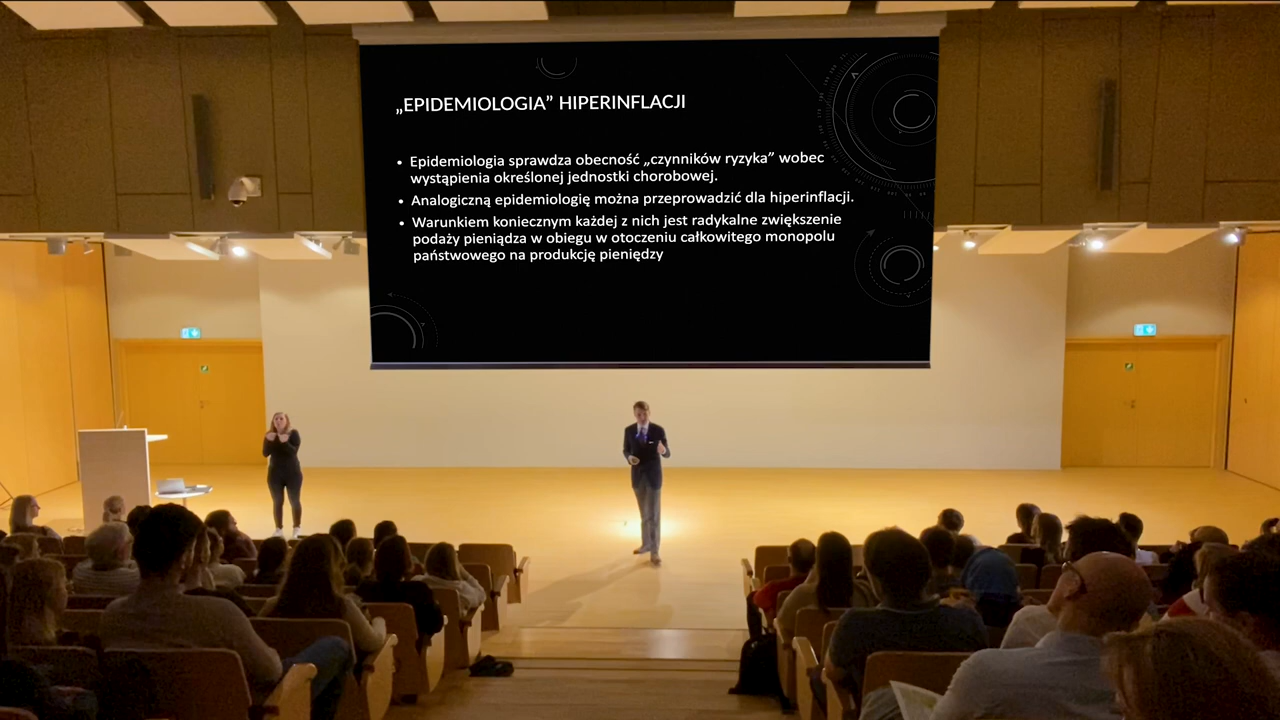 „EPIDEMIOLOGIA” HIPERINFLACJI
• Epidemiologia sprawdza obecność „czynników ryzyka” wobec
wystąpienia określonej jednostki chorobowej.
• Analogiczną epidemiologię można przeprowadzić dla hiperinflacji.
• Warunkiem koniecznym każdej z nich jest radykalne zwiększenie
podaży pieniądza w obiegu w otoczeniu całkowitego monopolu
państwowego na produkcję pieniędzy